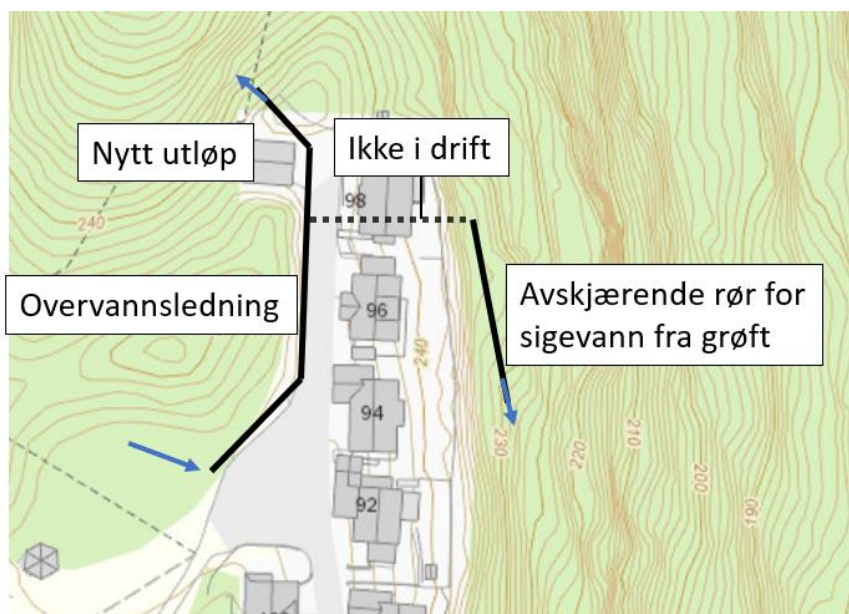 Nytt utløp
Ikke i drift
98
240
Overvannsledning
Avskjærende rør for
sigevann fra grøft
96
240
94
230
220
210
200
190
92